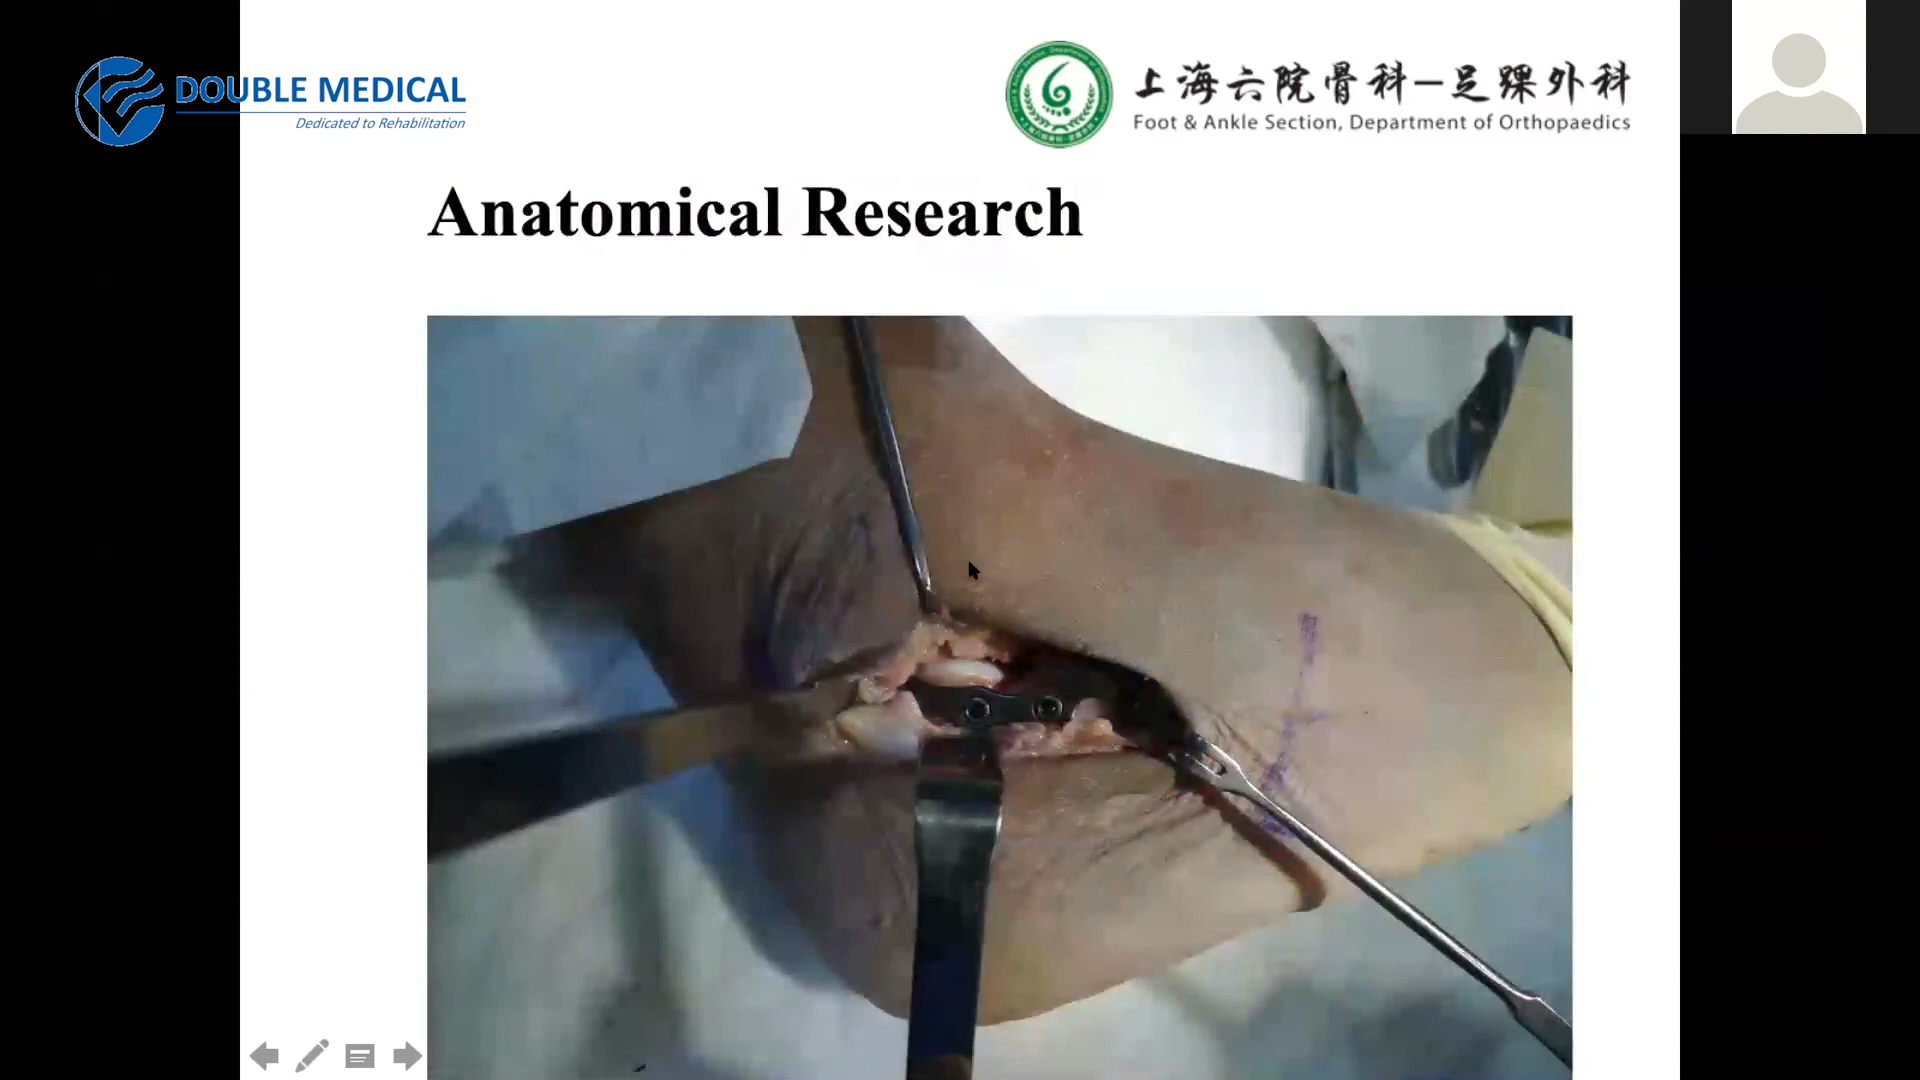 DOUBLE MEDICAL
Dedicated to Rehabilitation
上海六院骨科—足踝外科
Foot & Ankle Section, Department of Orthopaedics
Anatomical Research